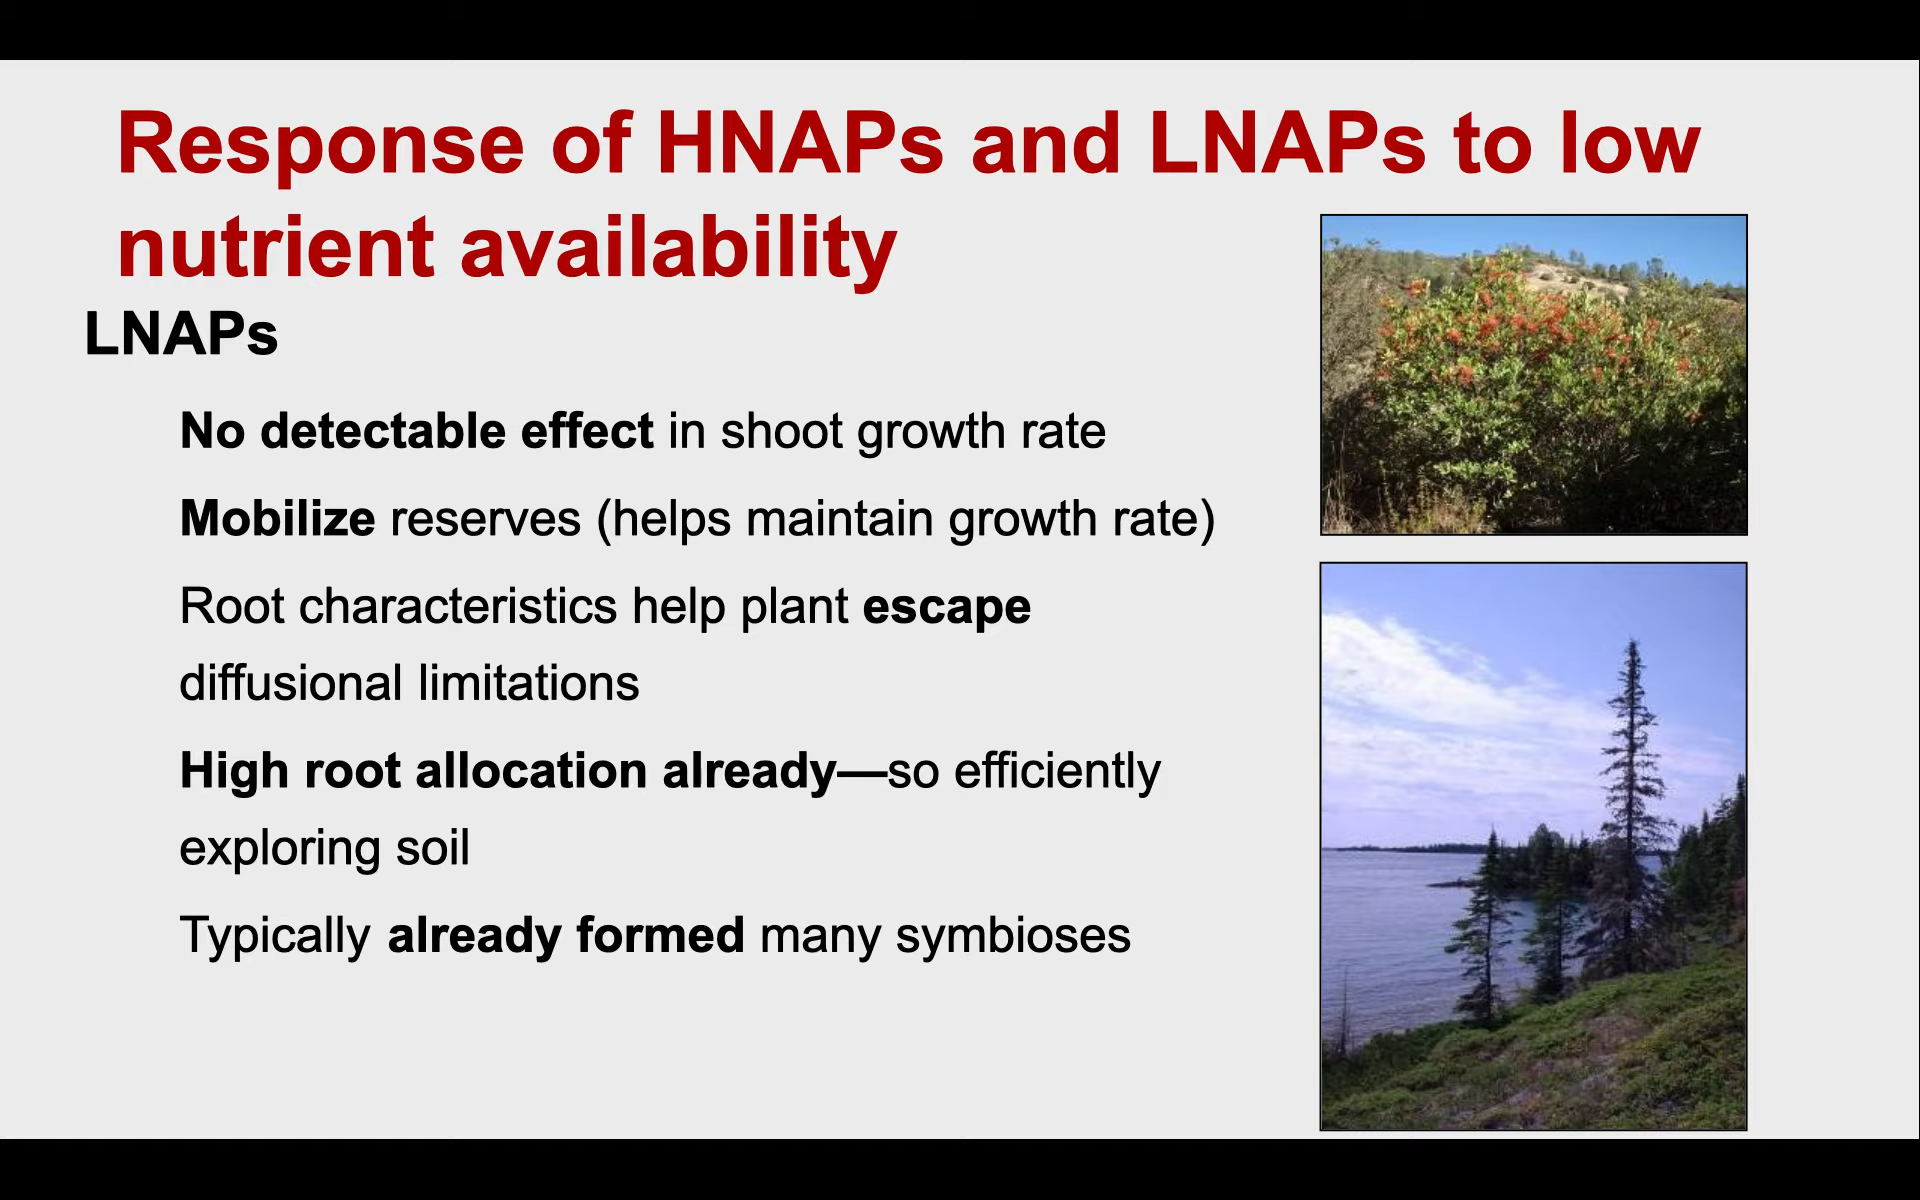 Response of HNAPs and LNAPs to low
nutrient availability
LNAPs
No detectable effect in shoot growth rate
Mobilize reserves (helps maintain growth rate)
Root characteristics help plant escape
diffusional limitations
High root allocation already—so efficiently
exploring soil
Typically already formed many symbioses